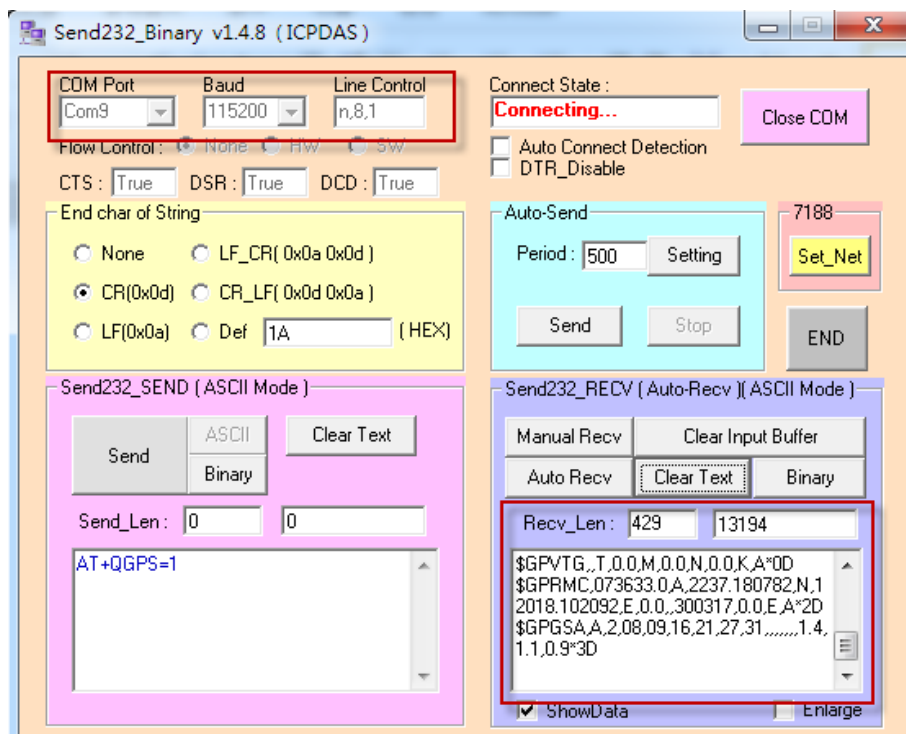 Send232_Binary v1.4.8 (ICPDAS)
COM Port Baud Line Control
Com9 115200 n,8,1
Flow Control : None HW SW
CTS : True DSR : True DCD : True
Connect State :
Connecting...
Close COM
Auto Connect Detection
DTR_Disable
End char of String
None LF_CR( 0x0a 0x0d )
CR(0x0d) CR_LF( 0x0d 0x0a )
LF(0x0a) Def 1A (HEX)
Auto-Send
Period : 500 Setting
Send Stop
7188
Set_Net
END
Send232_SEND ( ASCII Mode )
Send ASCII Clear Text
Binary
Send_Len : 0 0
AT+QGPS=1
Send232_RECV ( Auto-Recv )( ASCII Mode )
Manual Recv Clear Input Buffer
Auto Recv Clear Text Binary
Recv_Len : 429 13194
$GPVTG,,T,0.0,M,0.0,N,0.0,K,A*0D
$GPRMC,073633.0,A,2237.180782,N,1
2018.102092,E,0.0,,300317,0.0,E,A*2D
$GPGSA,A,2,08,09,16,21,27,31,,,,,,,1.4,
1.1,0.9*3D
ShowData Enlarge